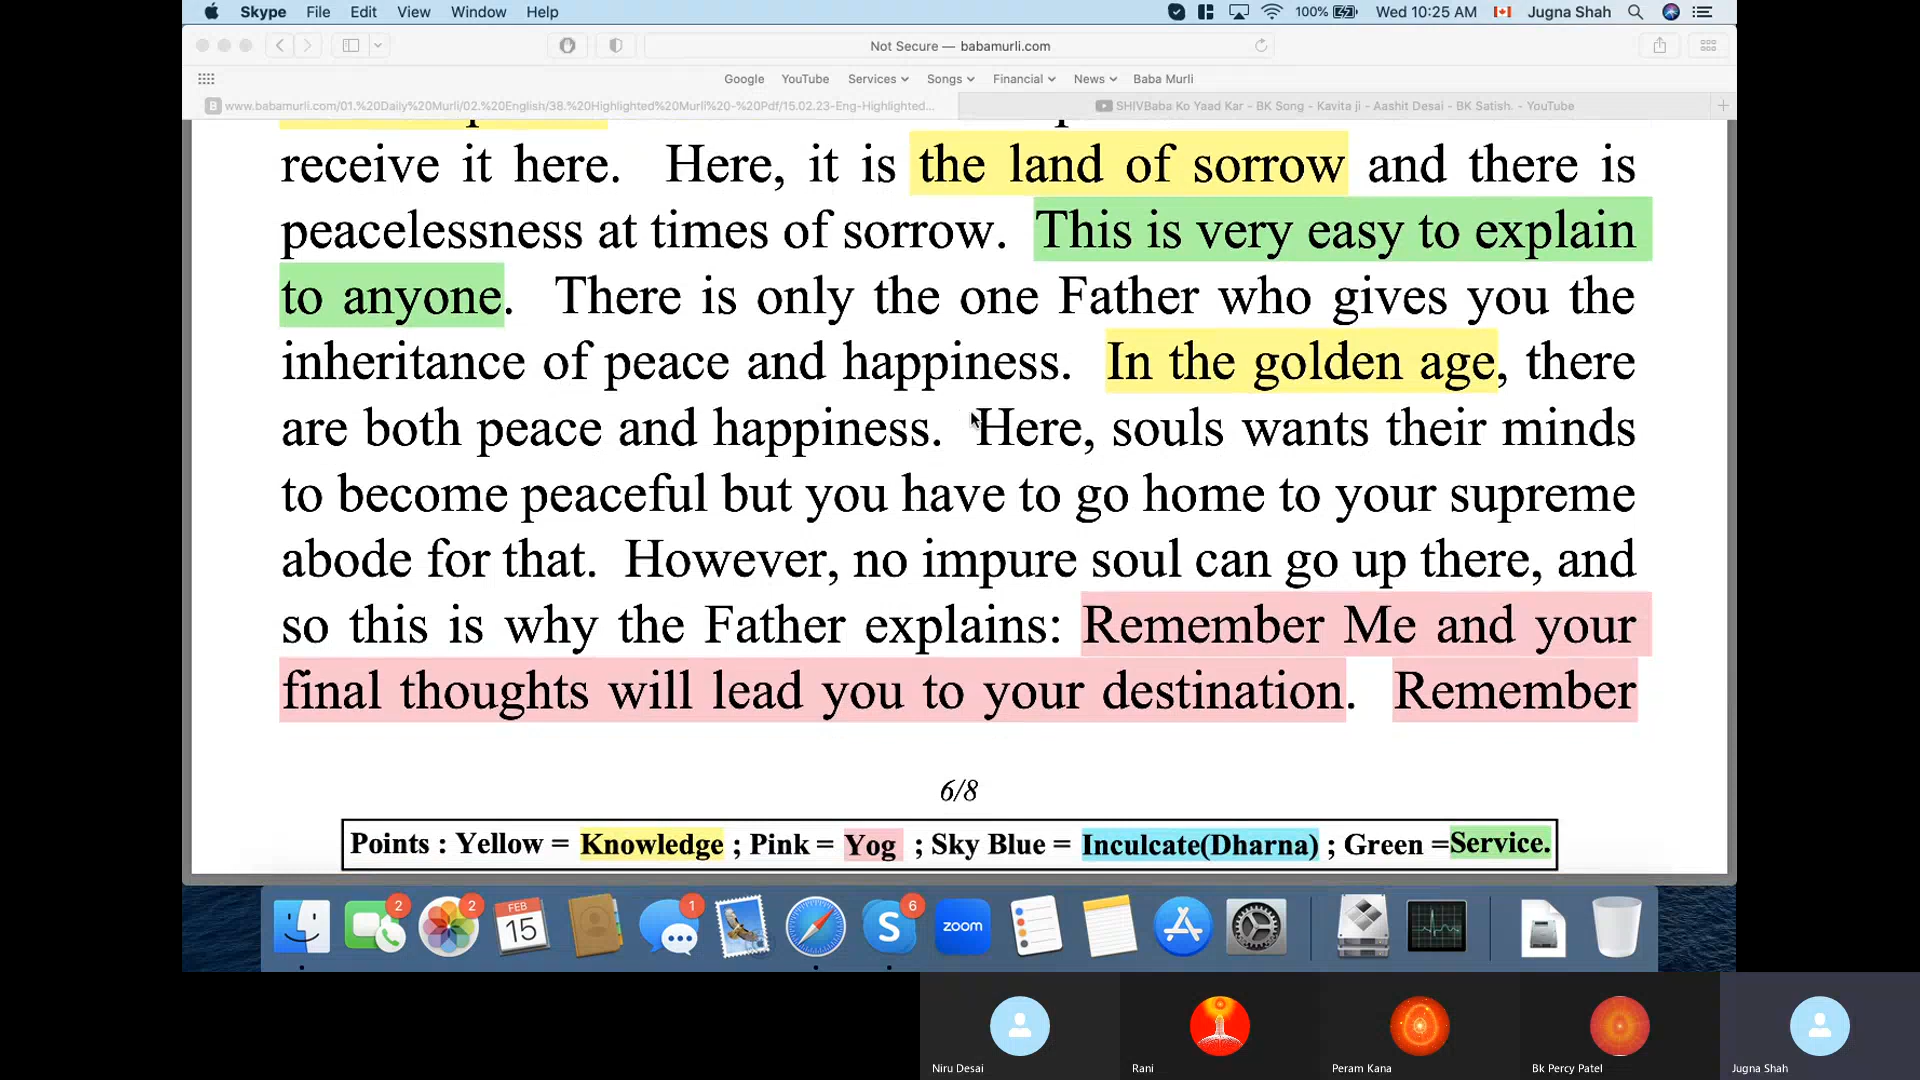 Skype File Edit View Window Help 100% Wed 10:25 AM Jugna Shah
Not Secure — babamurli.com
Google YouTube Services Songs Financial News Baba Murli
www.babamurli.com/01.%20Daily%20Murli/02.%20English/38.%20Highlighted%20Murli%20-%20Pdf/15.02.23-Eng-Highlighted...
SHIVBaba Ko Yaad Kar - BK Song - Kavita ji - Aashit Desai - BK Satish. - YouTube
receive it here. Here, it is the land of sorrow and there is
peacelessness at times of sorrow. This is very easy to explain
to anyone. There is only the one Father who gives you the
inheritance of peace and happiness. In the golden age, there
are both peace and happiness. Here, souls wants their minds
to become peaceful but you have to go home to your supreme
abode for that. However, no impure soul can go up there, and
so this is why the Father explains: Remember Me and your
final thoughts will lead you to your destination. Remember
6/8
Points : Yellow = Knowledge ; Pink = Yog ; Sky Blue = Inculcate(Dharna) ; Green =Service.
2
2
FEB
15
1
S
6
zoom
Niru Desai
Rani
Peram Kana
Bk Percy Patel
Jugna Shah